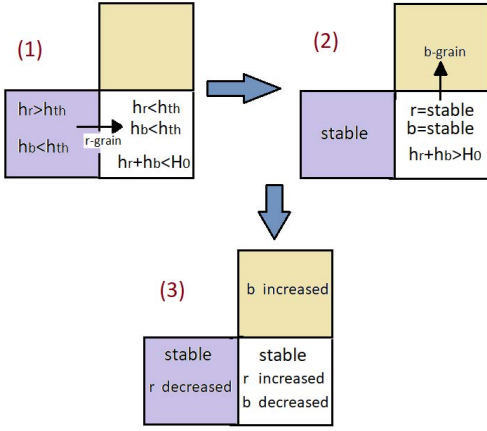 (1)
hr>hth
hb<hth
r-grain
hr<hth
hb<hth
hr+hb<H0
(2)
b-grain
stable
r=stable
b=stable
hr+hb>H0
(3)
b increased
stable
r decreased
stable
r increased
b decreased